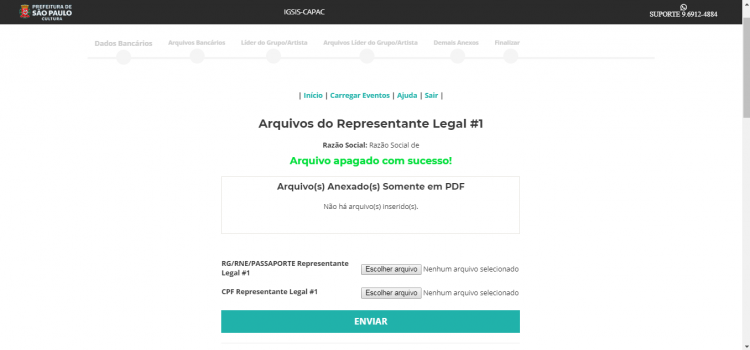 PREFEITURA DE
SÃO PAULO
CULTURA
IGSIS-CAPAC
SUPORTE 9.6912-4884
Dados Bancários
Arquivos Bancários
Líder do Grupo/Artista
Arquivos Líder do Grupo/Artista
Demais Anexos
Finalizar
| Início | Carregar Eventos | Ajuda | Sair |
Arquivos do Representante Legal #1
Razão Social: Razão Social de
Arquivo apagado com sucesso!
Arquivo(s) Anexado(s) Somente em PDF
Não há arquivo(s) inserido(s).
RG/RNE/PASSAPORTE Representante
Legal #1
Escolher arquivo Nenhum arquivo selecionado
CPF Representante Legal #1
Escolher arquivo Nenhum arquivo selecionado
ENVIAR